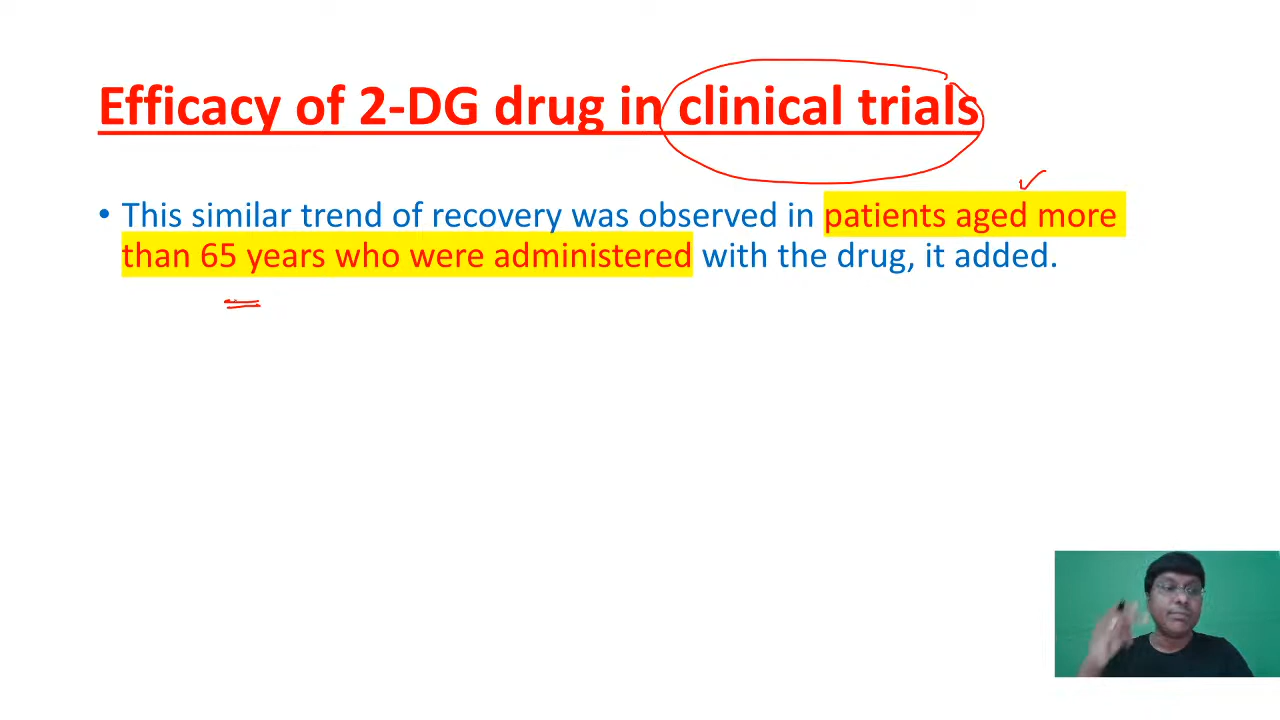 Efficacy of 2-DG drug in clinical trials
• This similar trend of recovery was observed in patients aged more
than 65 years who were administered with the drug, it added.